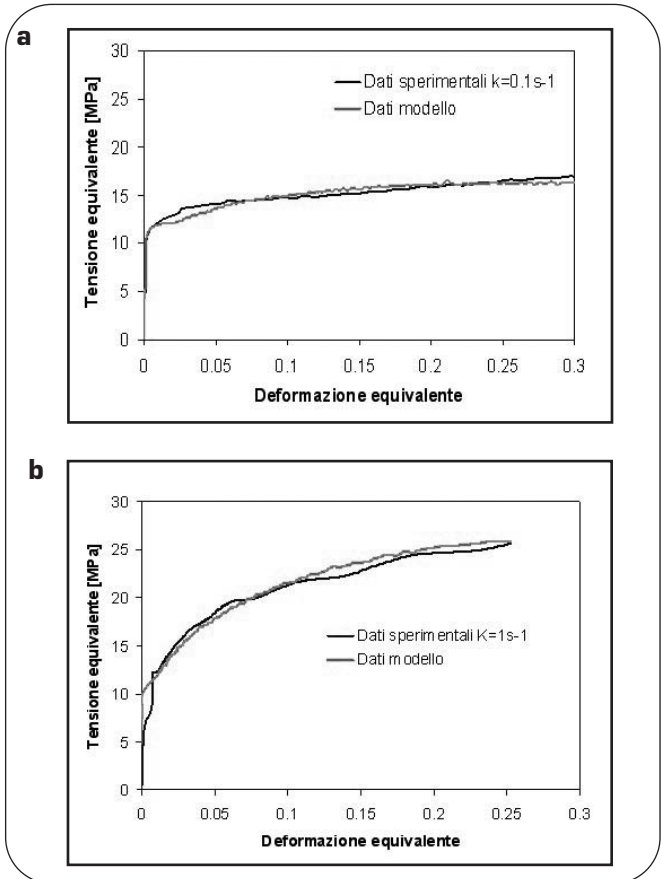 a
Tensione equivalente [MPa]
30
25
20
15
10
5
0
Dati sperimentali k=0.1s-1
Dati modello
0 0.05 0.1 0.15 0.2 0.25 0.3
Deformazione equivalente
b
Tensione equivalente [MPa]
30
25
20
15
10
5
0
Dati sperimentali K=1s-1
Dati modello
0 0.05 0.1 0.15 0.2 0.25 0.3
Deformazione equivalente